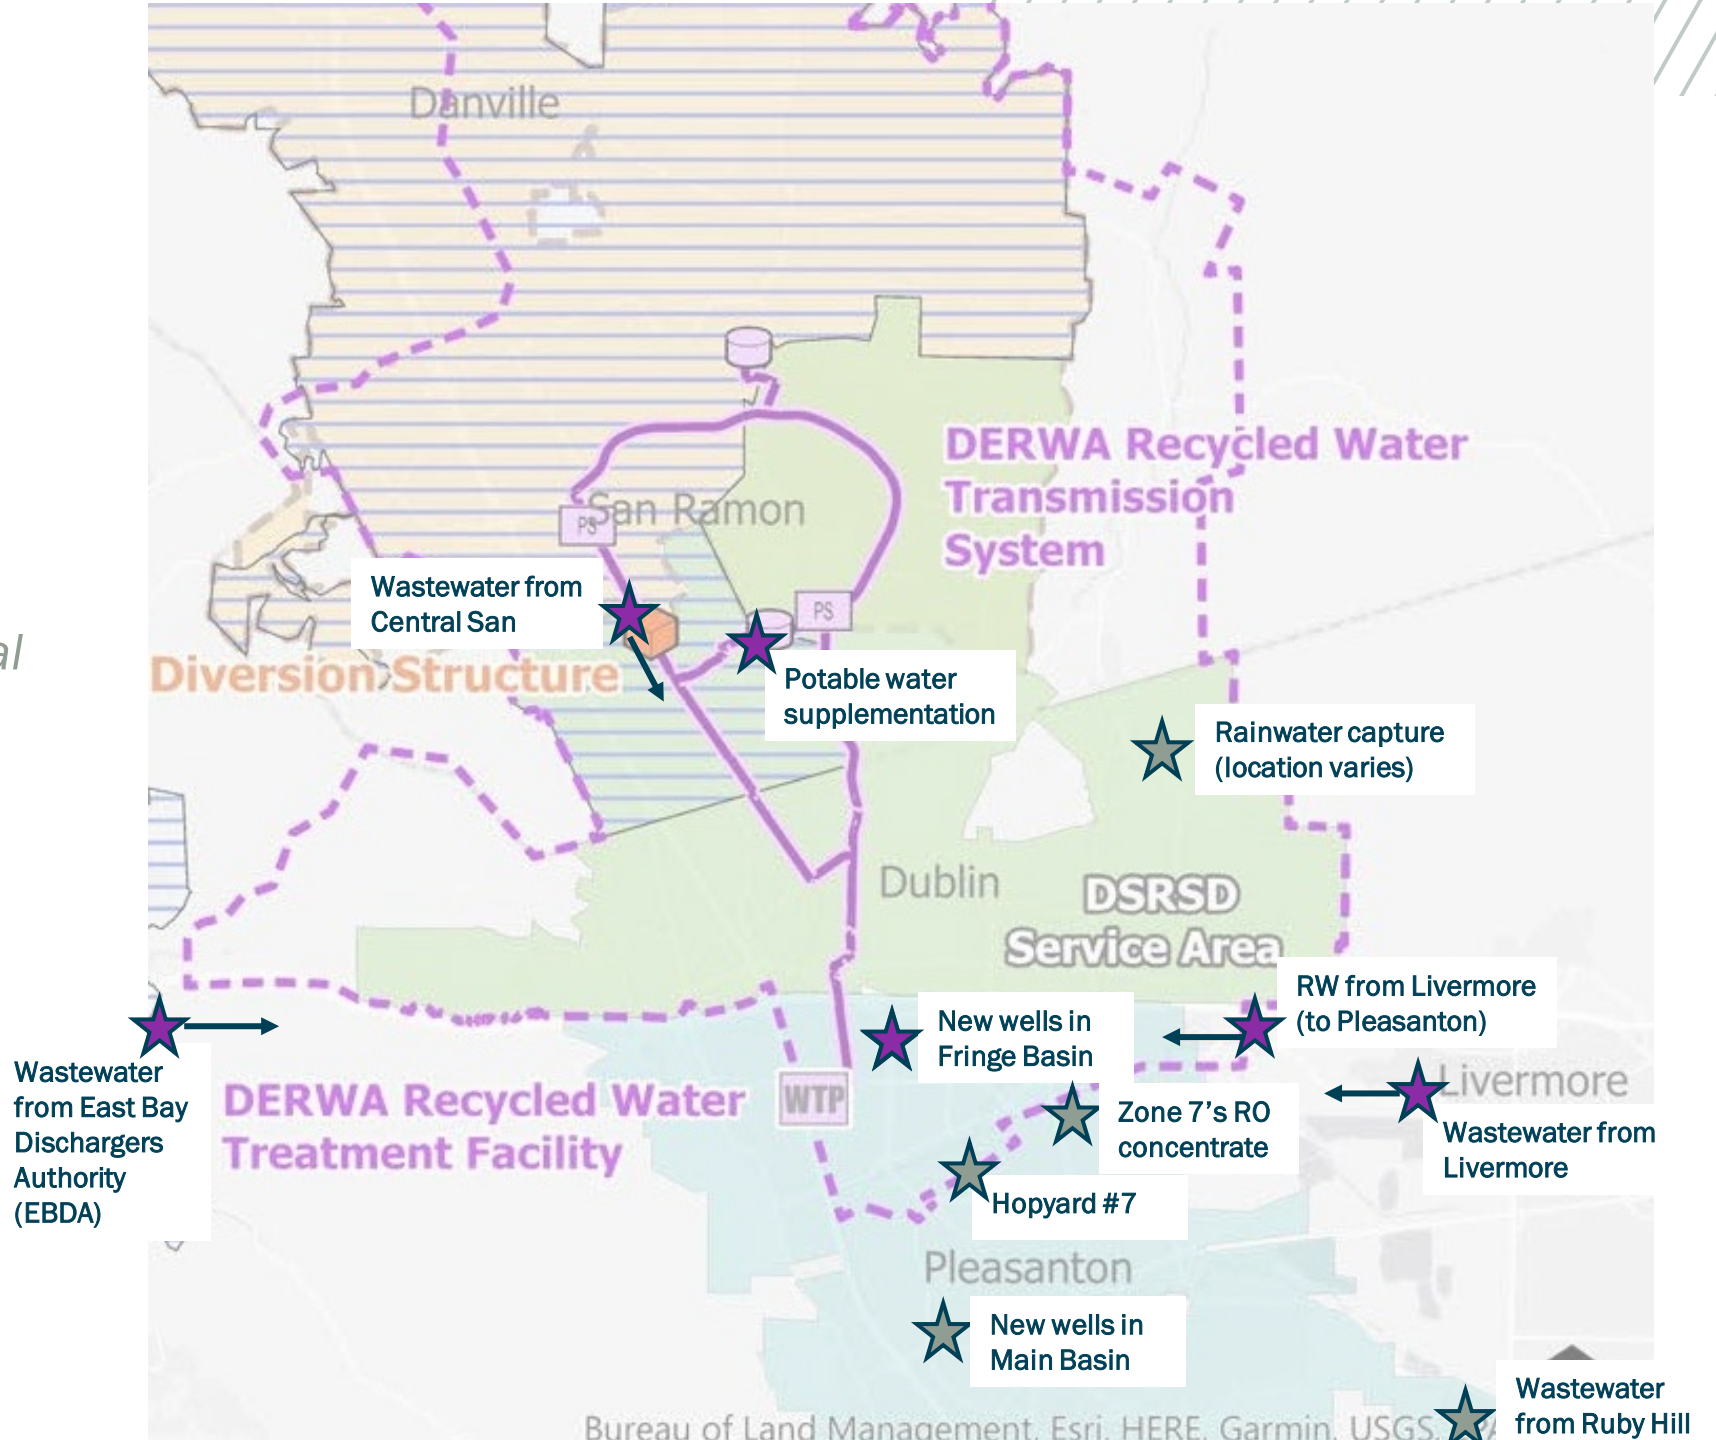 Danville
DERWA Recycled Water
Transmission
System
San Ramon
PS
Wastewater from
Central San
PS
al
Diversion Structure
Potable water
supplementation
Rainwater capture
(location varies)
Dublin
DSRSD
Service Area
RW from Livermore
(to Pleasanton)
New wells in
Fringe Basin
Wastewater
from East Bay
Dischargers
Authority
(EBDA)
DERWA Recycled Water
Treatment Facility
WTP
Livermore
Zone 7’s RO
concentrate
Wastewater from
Livermore
Hopyard #7
Pleasanton
New wells in
Main Basin
Wastewater
from Ruby Hill
Bureau of Land Management, Esri, HERE, Garmin, USGS,